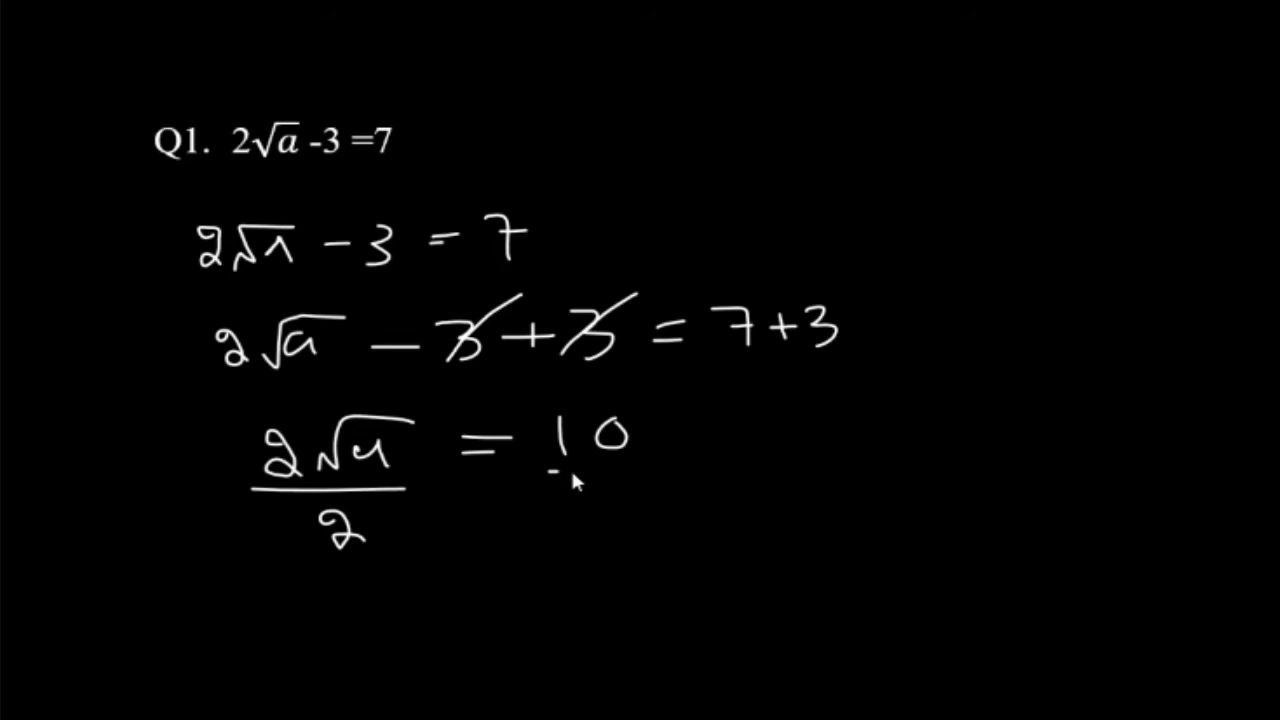 Q1. 2√a -3 =7
2√a - 3 = 7
2√a - 3 + 3 = 7+3
2√a = 10
2